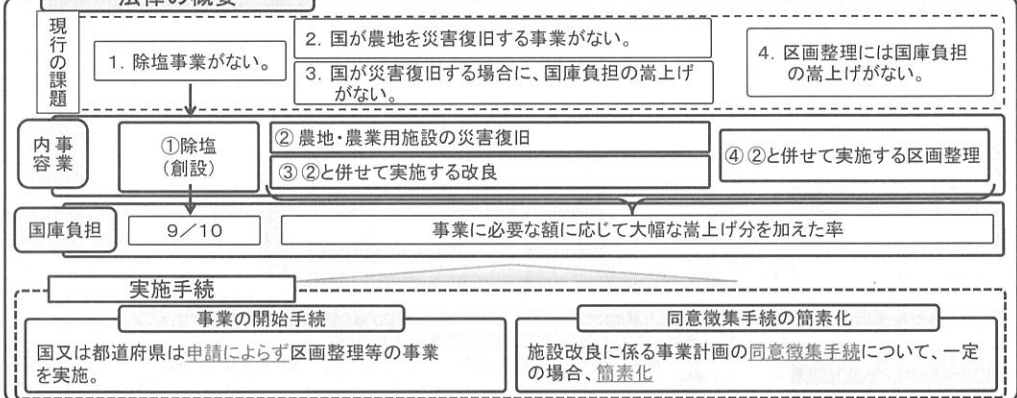 法律の概要
現行の課題
1．除塩事業がない。
2．国が農地を災害復旧する事業がない。
3．国が災害復旧する場合に、国庫負担の嵩上げ
がない。
4．区画整理には国庫負担
の嵩上げがない。
事業
内容
①除塩
(創設)
②農地・農業用施設の災害復旧
③②と併せて実施する改良
④②と併せて実施する区画整理
国庫負担
9／10
事業に必要な額に応じて大幅な嵩上げ分を加えた率
実施手続
事業の開始手続
国又は都道府県は申請によらず区画整理等の事業
を実施。
同意徴集手続の簡素化
施設改良に係る事業計画の同意徴集手続について、一定
の場合、簡素化